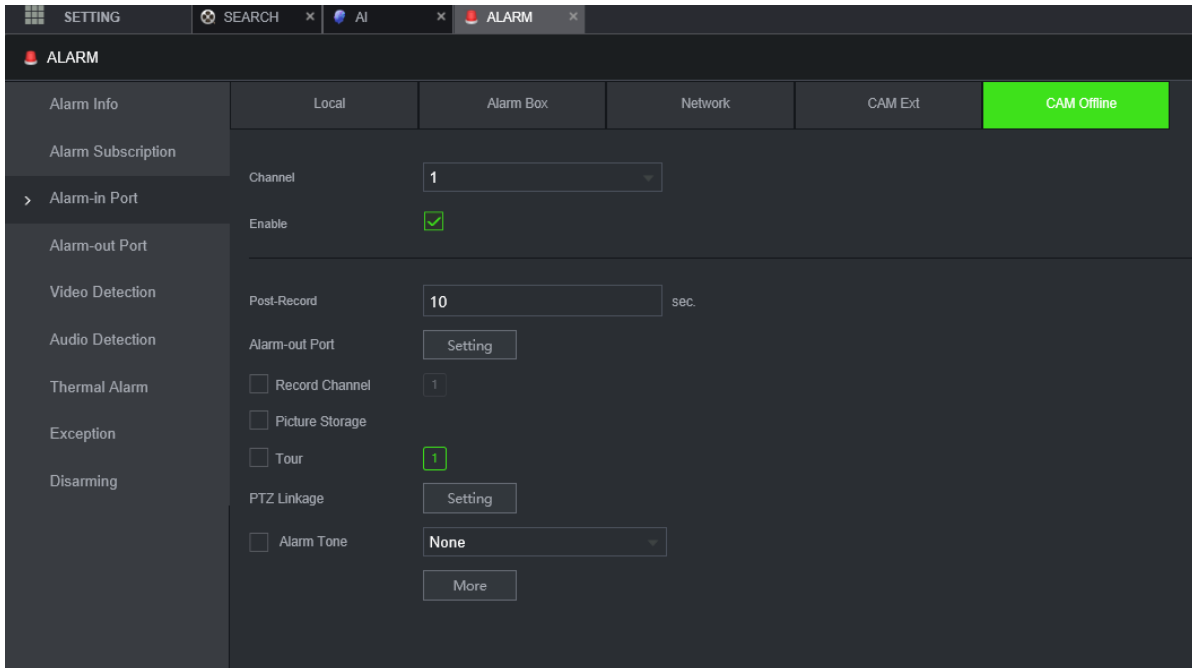 SETTING SEARCH × AI × ALARM ×
ALARM
Alarm Info
Alarm Subscription
Alarm-in Port
Alarm-out Port
Video Detection
Audio Detection
Thermal Alarm
Exception
Disarming
Local Alarm Box Network CAM Ext CAM Offline
Channel 1
Enable
Post-Record 10 sec.
Alarm-out Port Setting
Record Channel 1
Picture Storage
Tour 1
PTZ Linkage Setting
Alarm Tone None
More